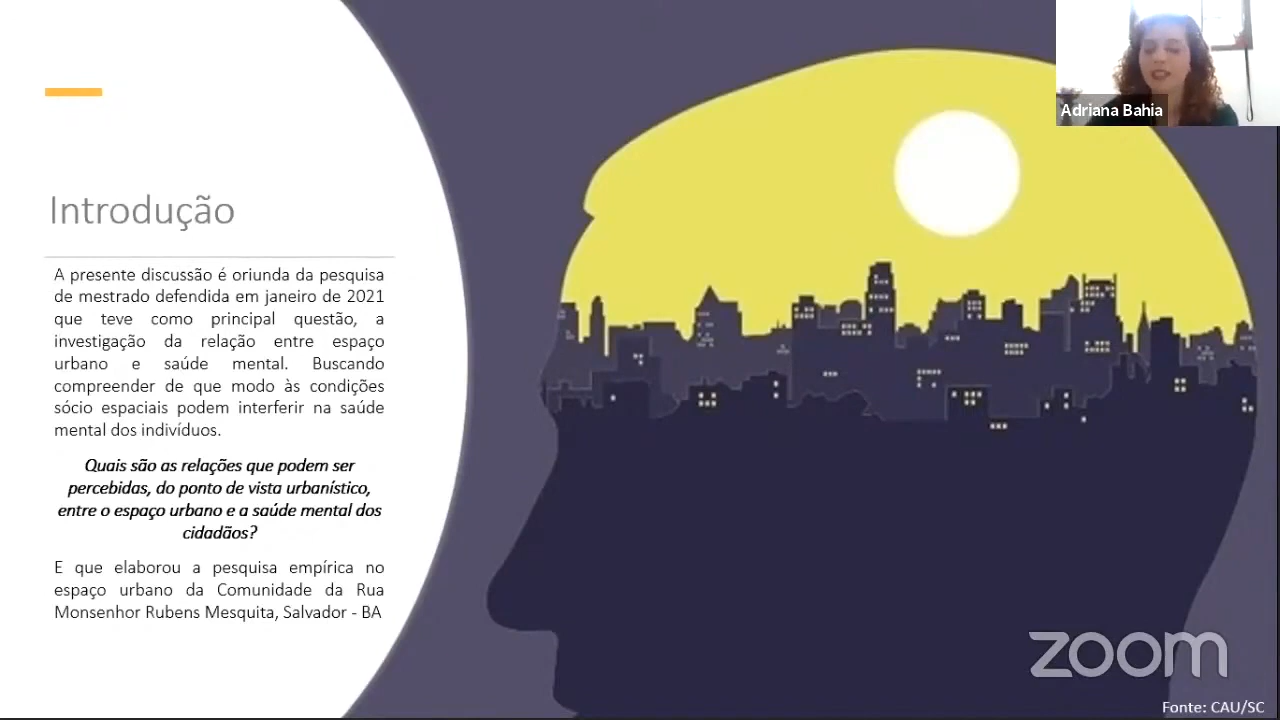 Adriana Bahia
Introdução
A presente discussão é oriunda da pesquisa
de mestrado defendida em janeiro de 2021
que teve como principal questão, a
investigação da relação entre espaço
urbano e saúde mental. Buscando
compreender de que modo às condições
sócio espaciais podem interferir na saúde
mental dos indivíduos.
Quais são as relações que podem ser
percebidas, do ponto de vista urbanístico,
entre o espaço urbano e a saúde mental dos
cidadãos?
E que elaborou a pesquisa empírica no
espaço urbano da Comunidade da Rua
Monsenhor Rubens Mesquita, Salvador - BA
zoom
Fonte: CAU/SC